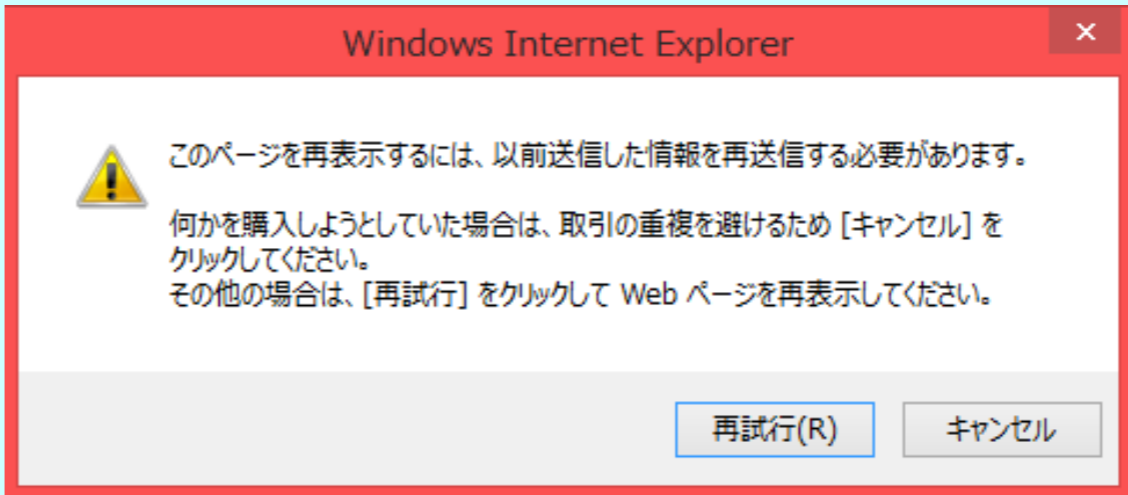 Windows Internet Explorer
×
このページを再表示するには、以前送信した情報を再送信する必要があります。
何かを購入しようとしていた場合は、取引の重複を避けるため [キャンセル] を
クリックしてください。
その他の場合は、[再試行] をクリックして Web ページを再表示してください。
再試行(R)
キャンセル